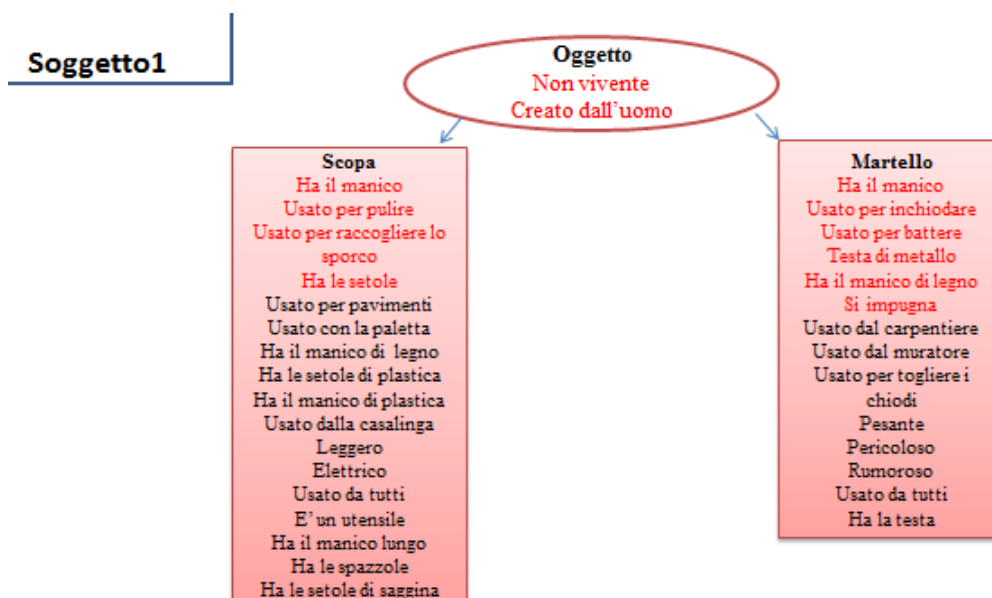 Soggetto1
Oggetto
Non vivente
Creato dall'uomo
Scopa
Ha il manico
Usato per pulire
Usato per raccogliere lo
sporco
Ha le setole
Usato per pavimenti
Usato con la paletta
Ha il manico di legno
Ha le setole di plastica
Ha il manico di plastica
Usato dalla casalinga
Leggero
Elettrico
Usato da tutti
E' un utensile
Ha il manico lungo
Ha le spazzole
Ha le setole di saggina
Martello
Ha il manico
Usato per inchiodare
Usato per battere
Testa di metallo
Ha il manico di legno
Si impugna
Usato dal carpentiere
Usato dal muratore
Usato per togliere i
chiodi
Pesante
Pericoloso
Rumoroso
Usato da tutti
Ha la testa